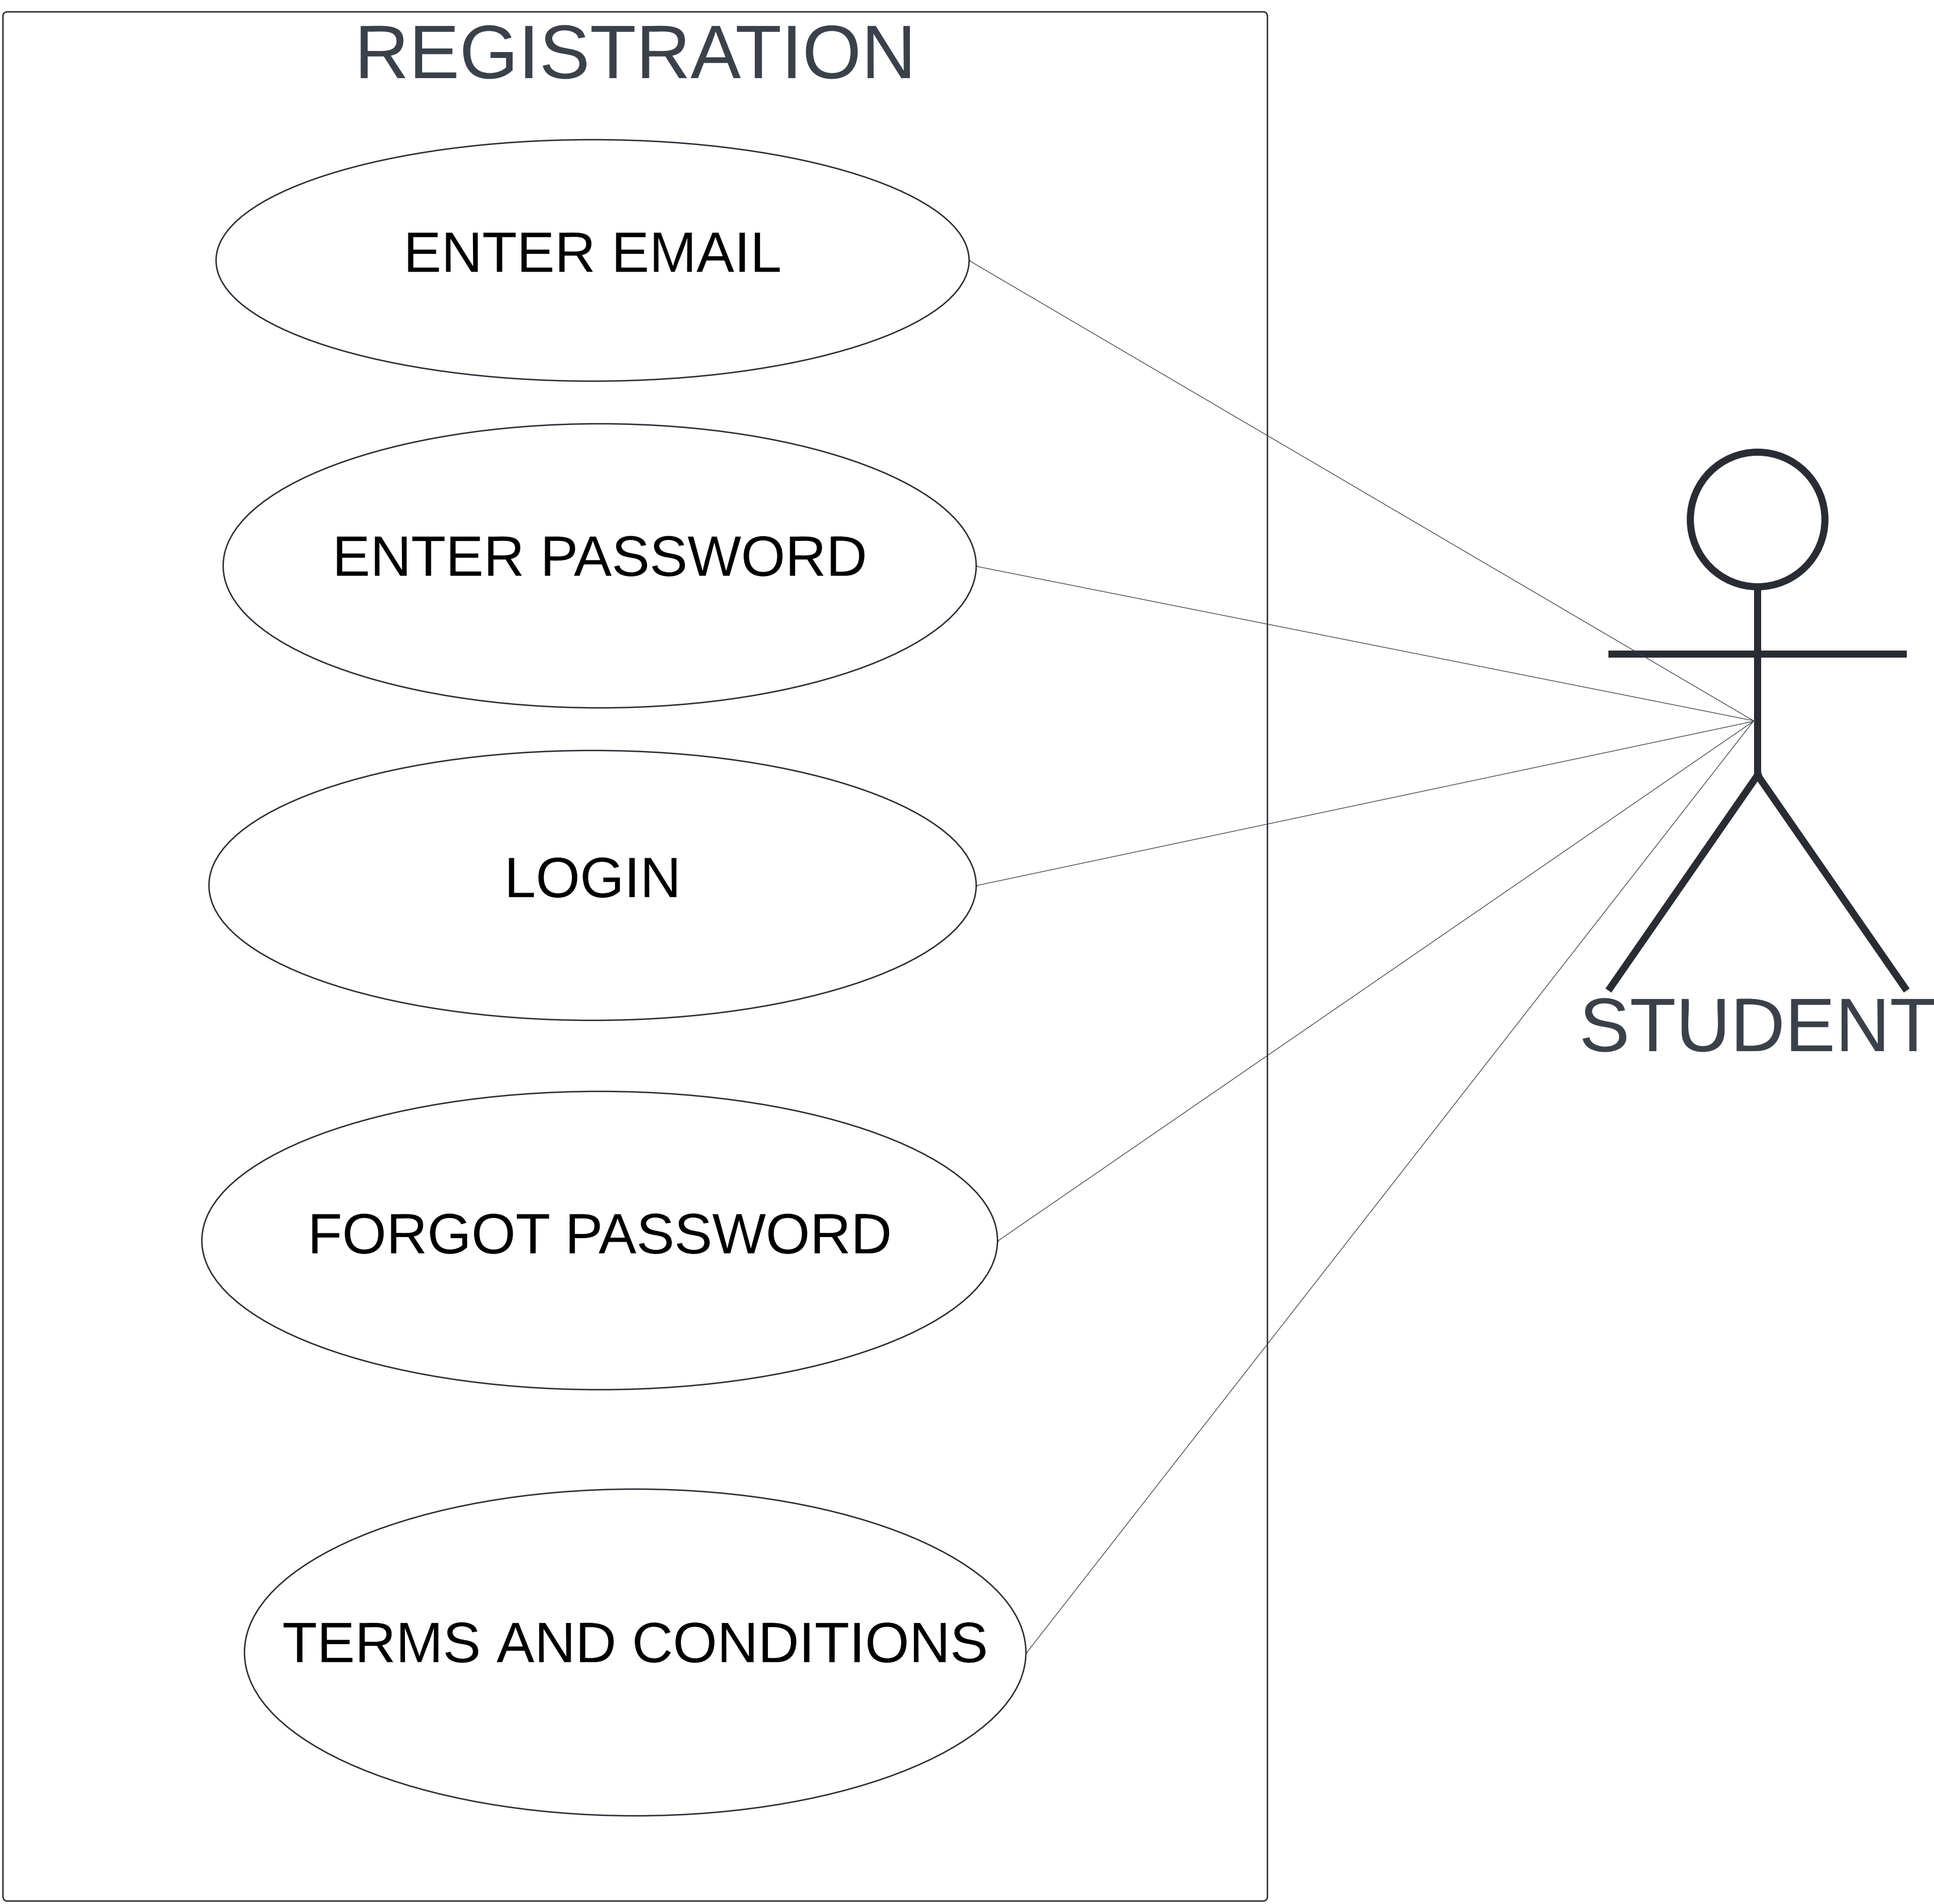 REGISTRATION
ENTER EMAIL
ENTER PASSWORD
LOGIN
STUDENT
FORGOT PASSWORD
TERMS AND CONDITIONS